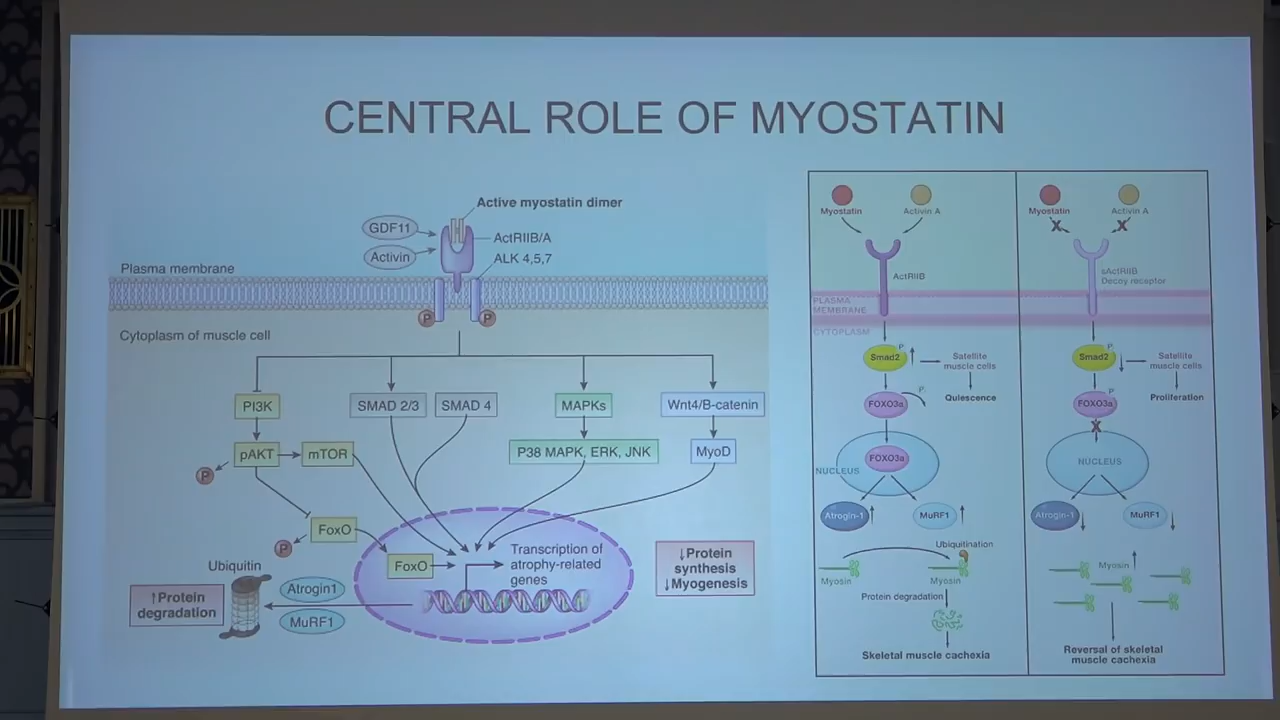 CENTRAL ROLE OF MYOSTATIN
Active myostatin dimer
GDF11
ActRIIB/A
Activin
ALK 4,5,7
Plasma membrane
P
P
Cytoplasm of muscle cell
PI3K
SMAD 2/3
SMAD 4
MAPKs
Wnt4/B-catenin
pAKT
mTOR
P38 MAPK, ERK, JNK
MyoD
P
FoxO
P
FoxO
Transcription of
atrophy-related
genes
↓Protein
synthesis
↓Myogenesis
Ubiquitin
↑Protein
degradation
Atrogin1
MuRF1
Myostatin
Activin A
ActRIIB
PLASMA
MEMBRANE
CYTOPLASM
P
Smad2
Satellite
muscle cells
P
FOXO3a
Quiescence
FOXO3a
NUCLEUS
Atrogin-1
MuRF1
Ubiquitination
Myosin
Myosin
Protein degradation
Skeletal muscle cachexia
Myostatin
Activin A
X
X
sActRIIB
Decoy receptor
P
Smad2
Satellite
muscle cells
P
FOXO3a
Proliferation
X
NUCLEUS
Atrogin-1
MuRF1
Myosin
Reversal of skeletal
muscle cachexia